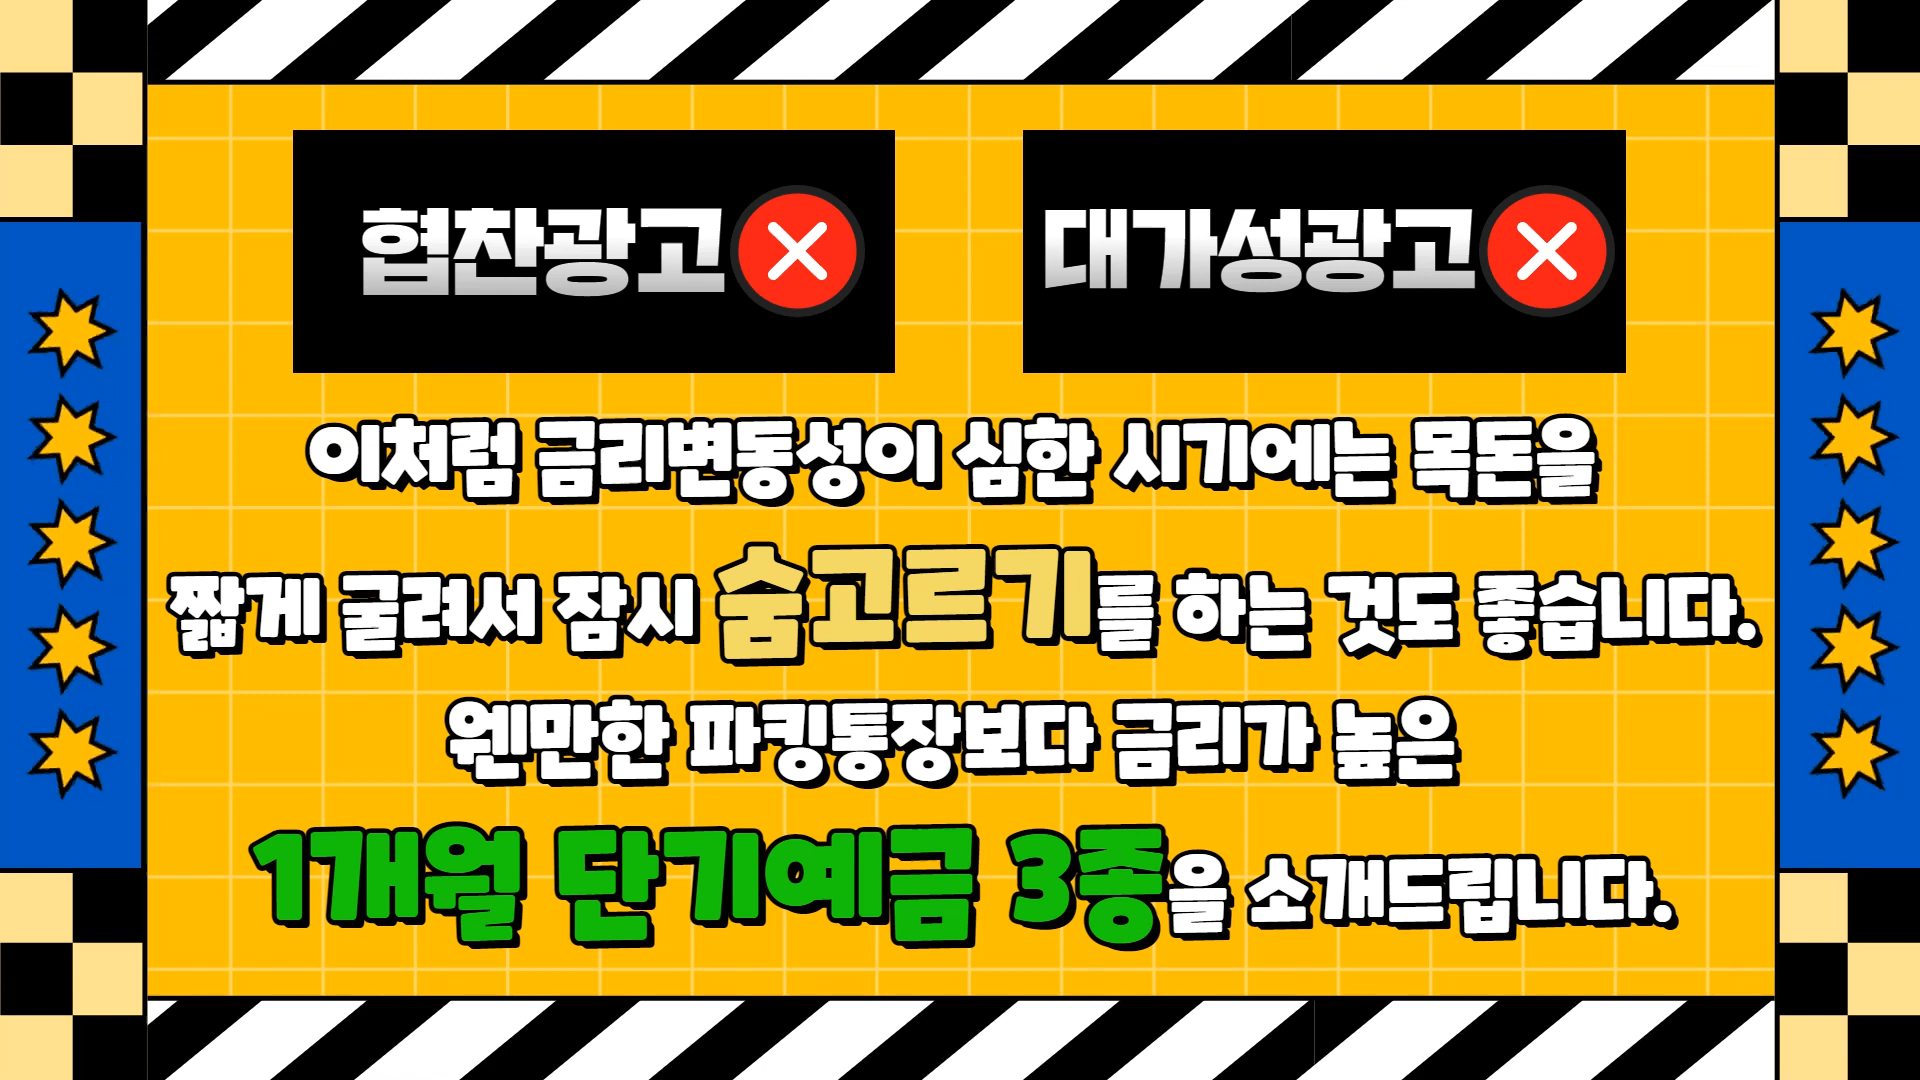 협찬광고
대가성광고
이처럼 금리변동성이 심한 시기에는 목돈을
짧게 굴려서 잠시 숨고르기를 하는 것도 좋습니다.
웬만한 파킹통장보다 금리가 높은
1개월 단기예금 3종을 소개드립니다.